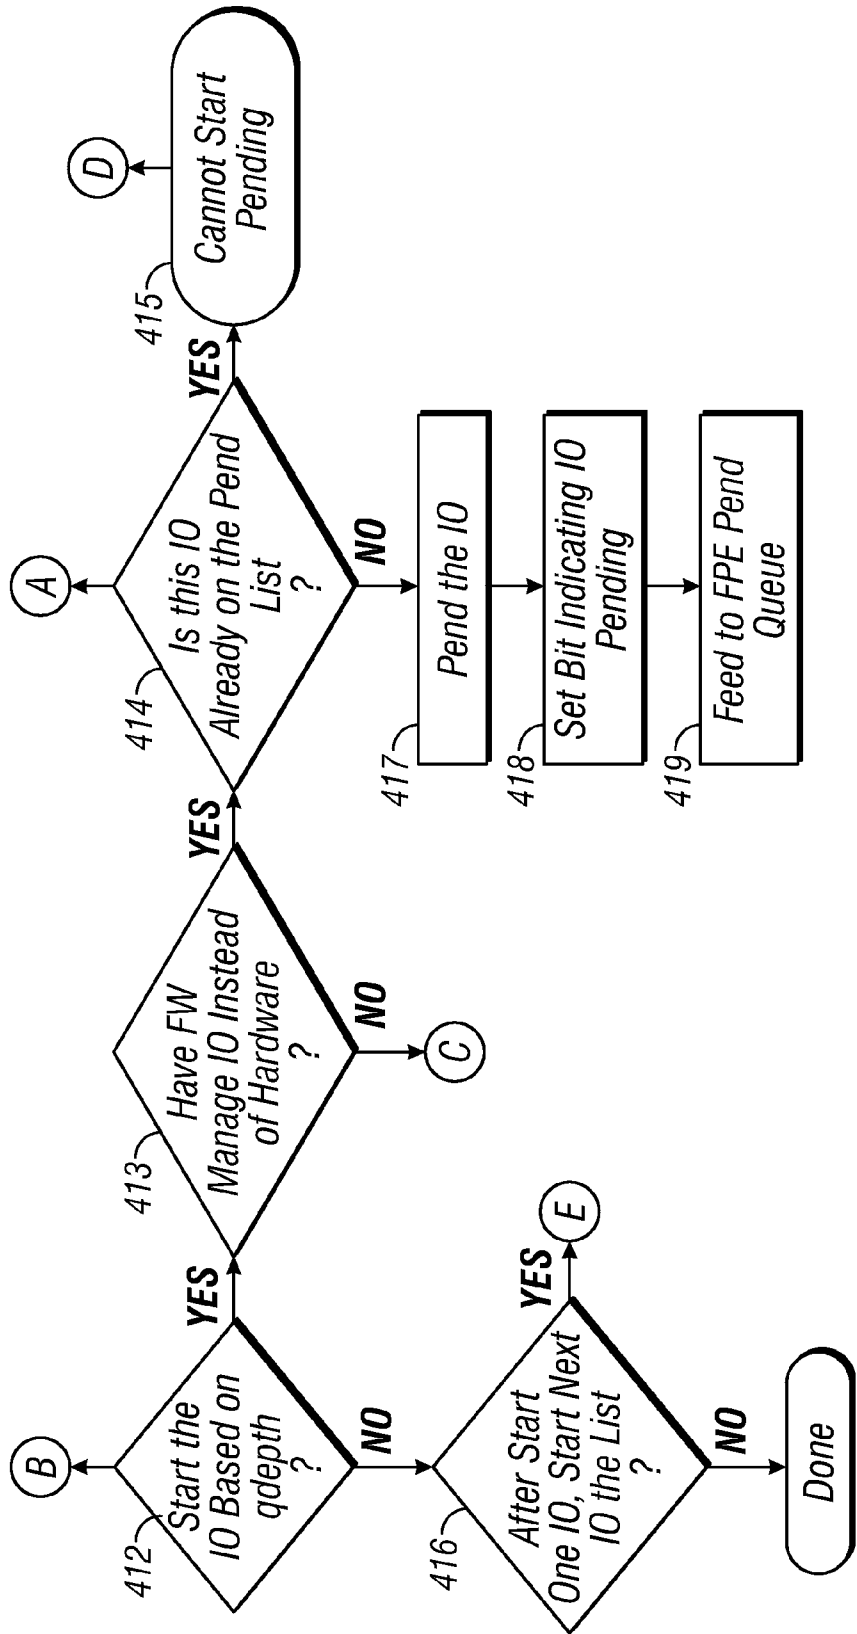 B
412
Start the
IO Based on
qdepth
?
YES
NO
413
Have FW
Manage IO Instead
of Hardware
?
YES
NO
C
A
414
Is this IO
Already on the Pend
List
?
YES
NO
D
415
Cannot Start
Pending
416
After Start
One IO, Start Next
IO the List
?
YES
E
NO
Done
417
Pend the IO
418
Set Bit Indicating IO
Pending
419
Feed to FPE Pend
Queue